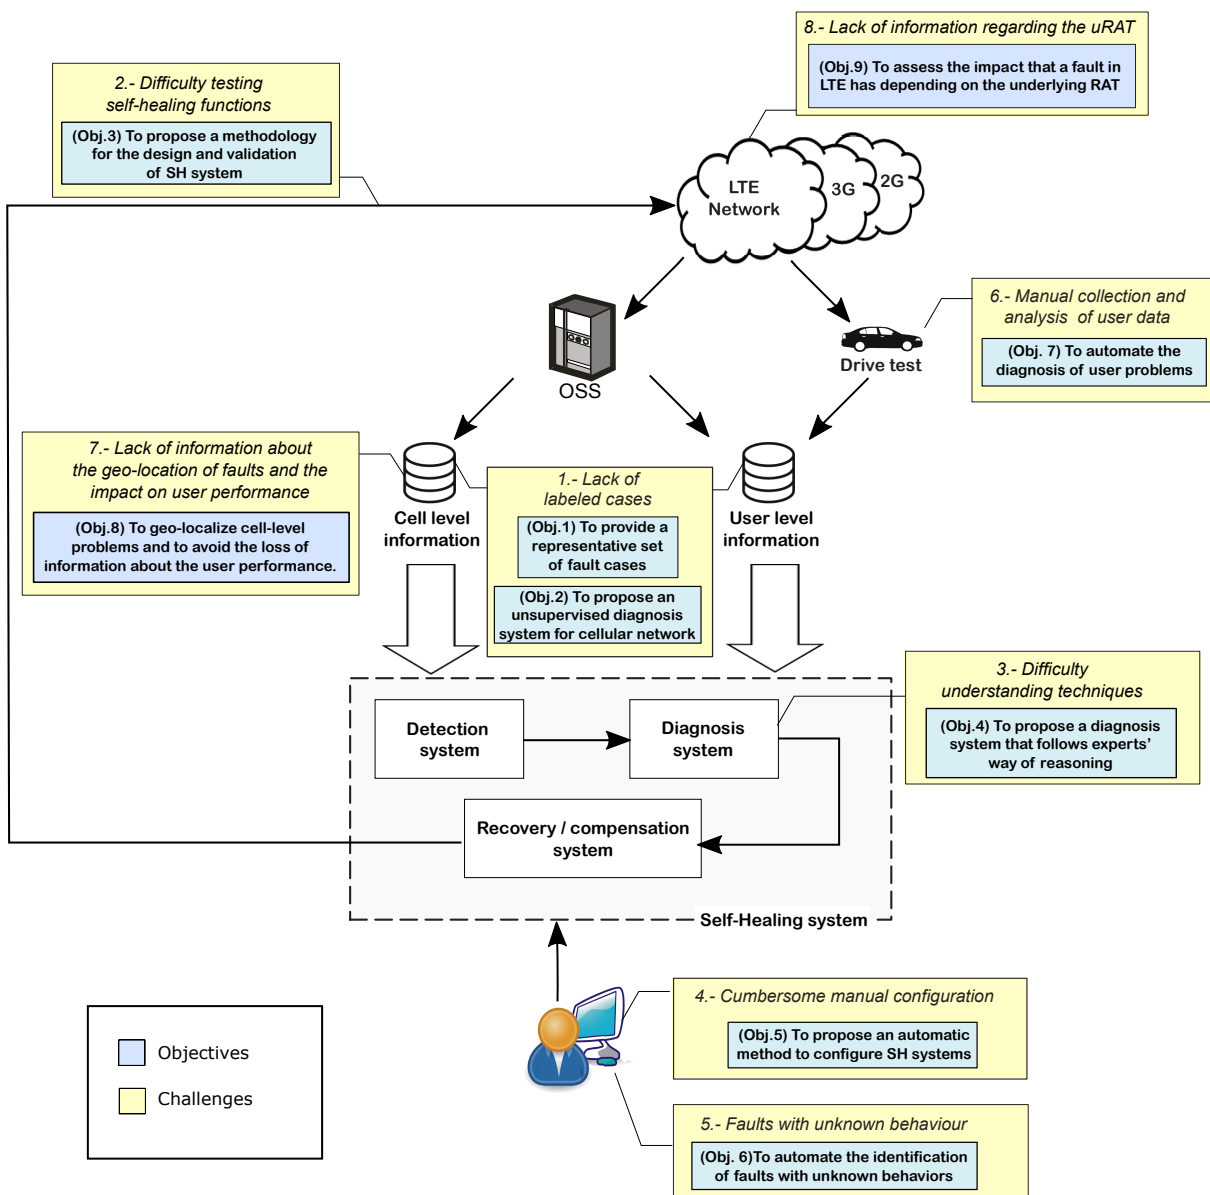 8.- Lack of information regarding the uRAT
(Obj.9) To assess the impact that a fault in
LTE has depending on the underlying RAT
2.- Difficulty testing
self-healing functions
(Obj.3) To propose a methodology
for the design and validation
of SH system
LTE
Network
3G
2G
6.- Manual collection and
analysis of user data
(Obj. 7) To automate the
diagnosis of user problems
OSS
Drive test
7.- Lack of information about
the geo-location of faults and the
impact on user performance
(Obj.8) To geo-localize cell-level
problems and to avoid the loss of
information about the user performance.
Cell level
information
1.- Lack of
labeled cases
(Obj.1) To provide a
representative set
of fault cases
(Obj.2) To propose an
unsupervised diagnosis
system for cellular network
User level
information
3.- Difficulty
understanding techniques
(Obj.4) To propose a diagnosis
system that follows experts'
way of reasoning
Detection
system
Diagnosis
system
Recovery / compensation
system
Self-Healing system
4.- Cumbersome manual configuration
(Obj.5) To propose an automatic
method to configure SH systems
5.- Faults with unknown behaviour
(Obj. 6)To automate the identification
of faults with unknown behaviors
Objectives
Challenges